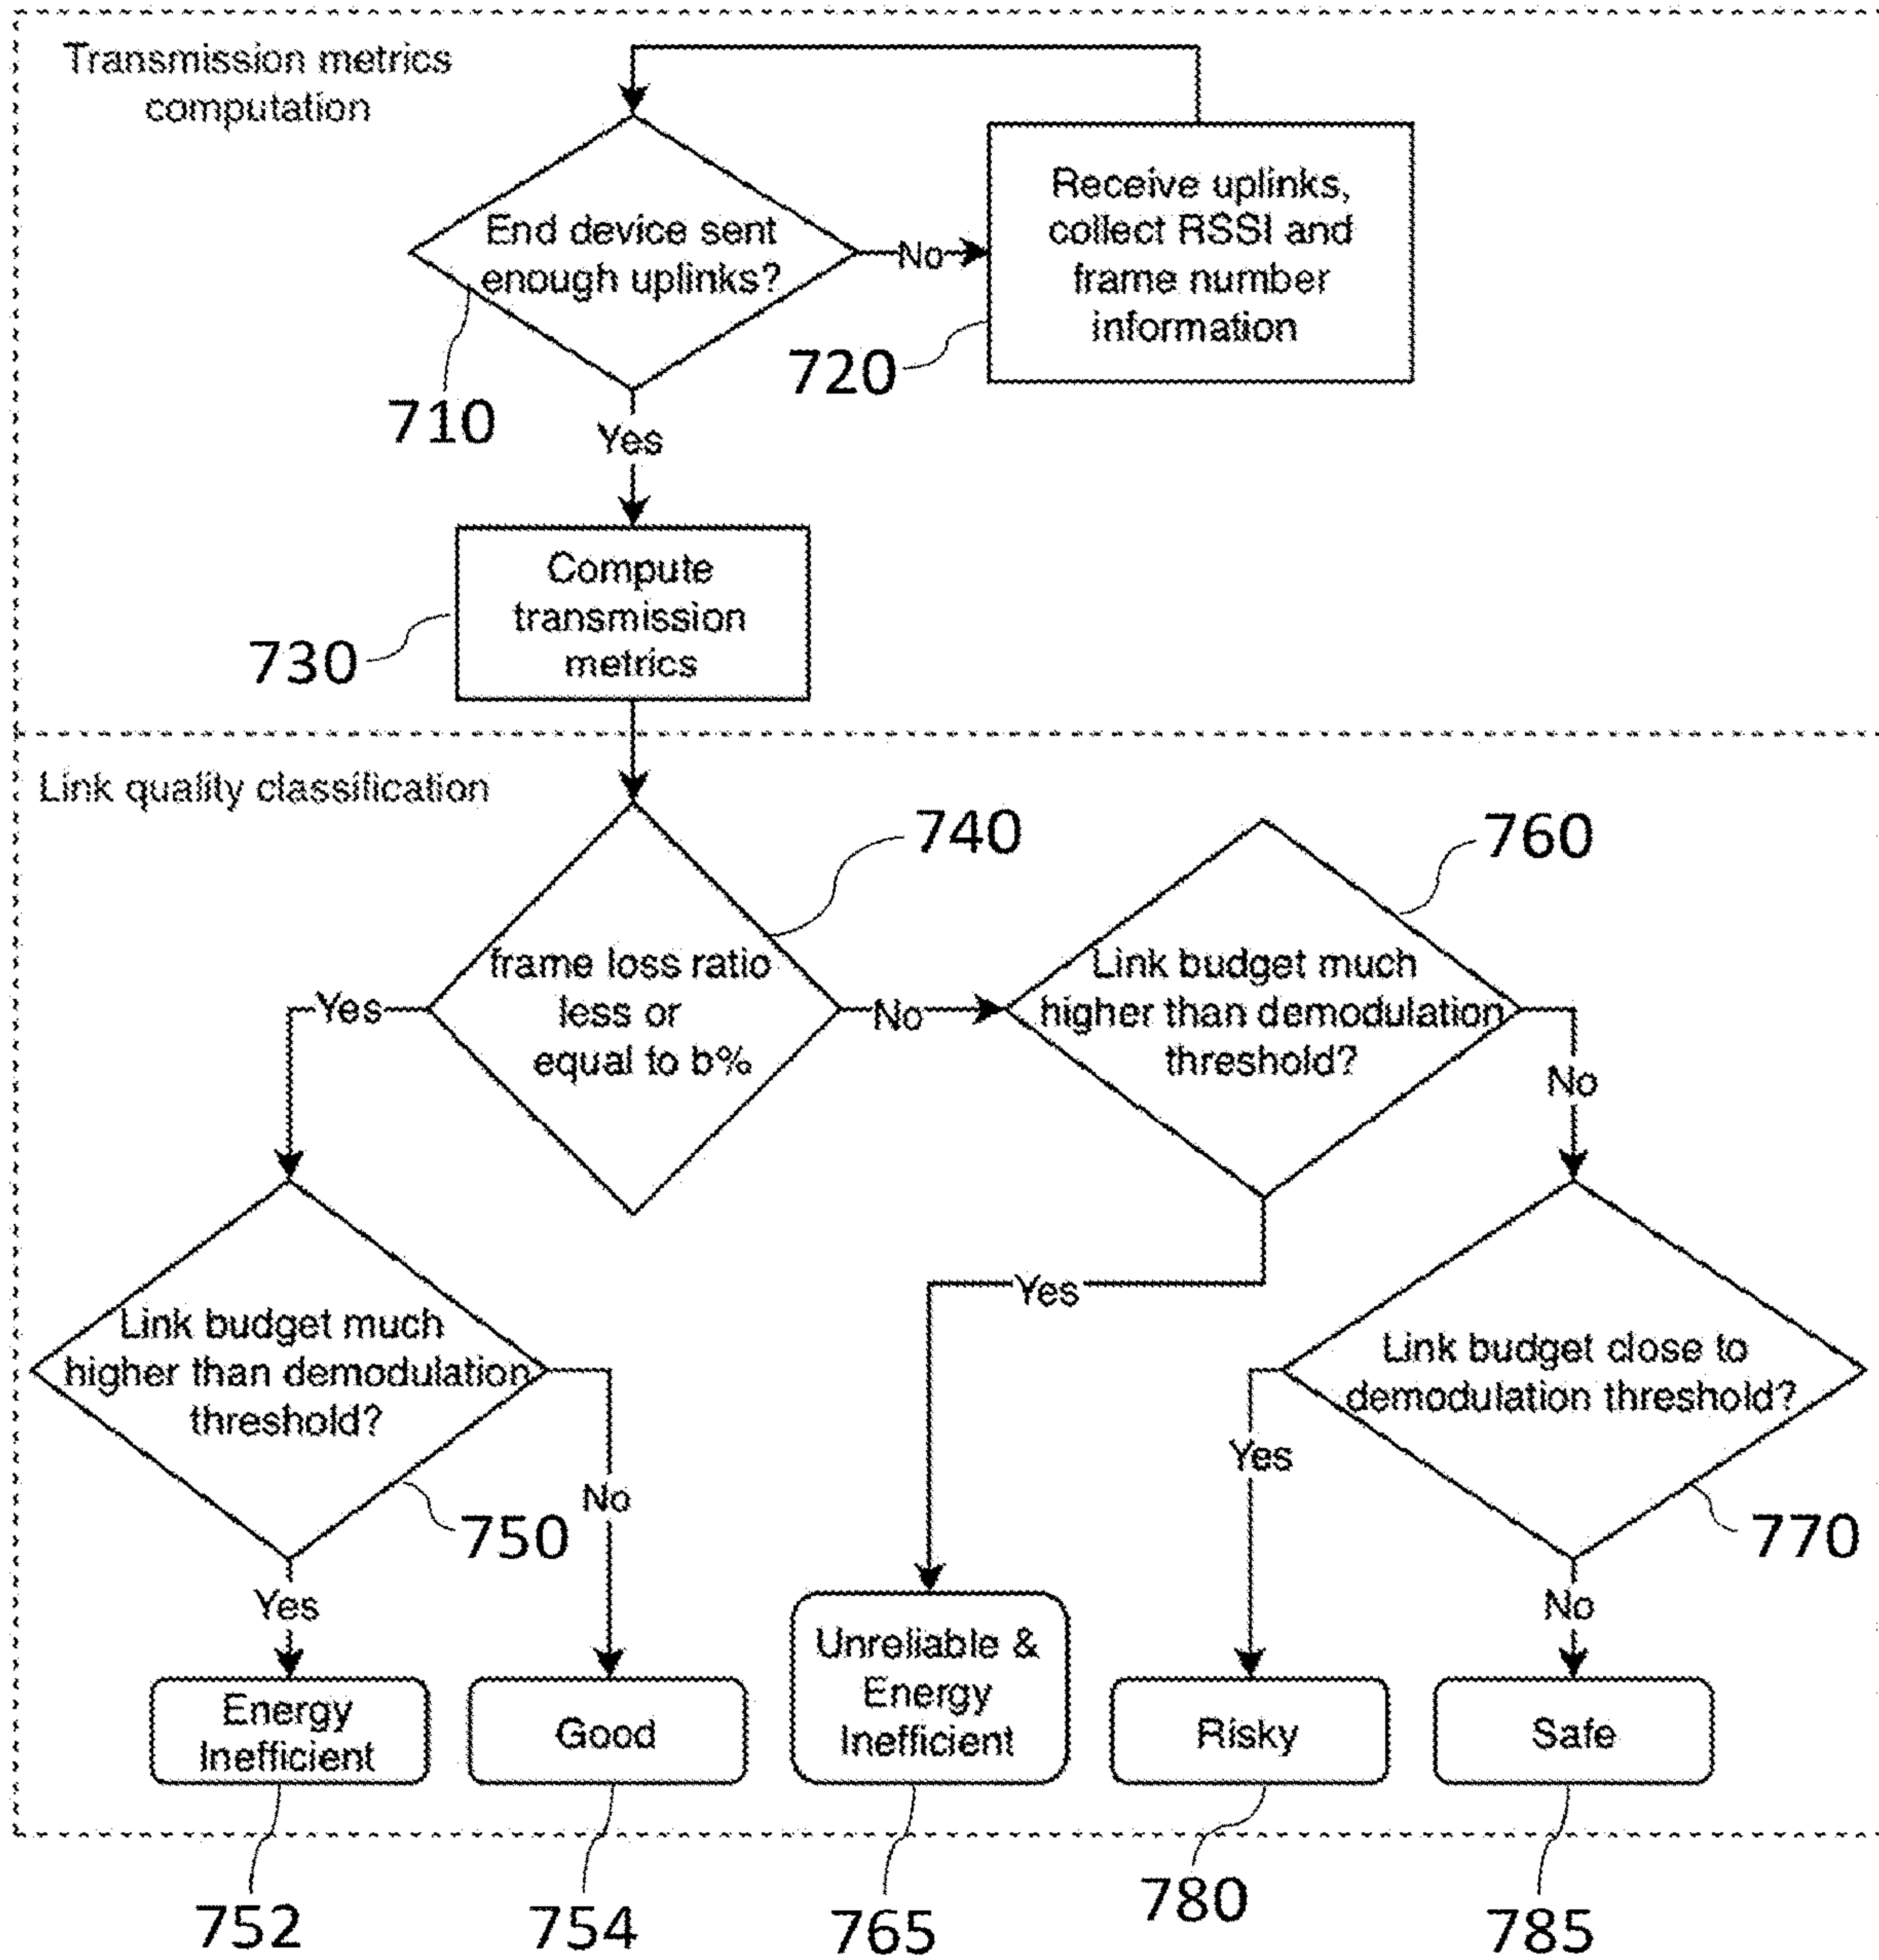 Transmission metrics
computation
End device sent
enough uplinks?
No
Receive uplinks,
collect RSSI and
frame number
information
720
710
Yes
Compute
transmission
metrics
730
Link quality classification
740
760
frame loss ratio
less or
equal to b%
Yes
No
Link budget much
higher than demodulation
threshold?
No
Yes
Link budget much
higher than demodulation
threshold?
Link budget close to
demodulation threshold?
Yes
No
750
770
Yes
No
Energy
Inefficient
Good
Unreliable &
Energy
Inefficient
Risky
Safe
752
754
765
780
785